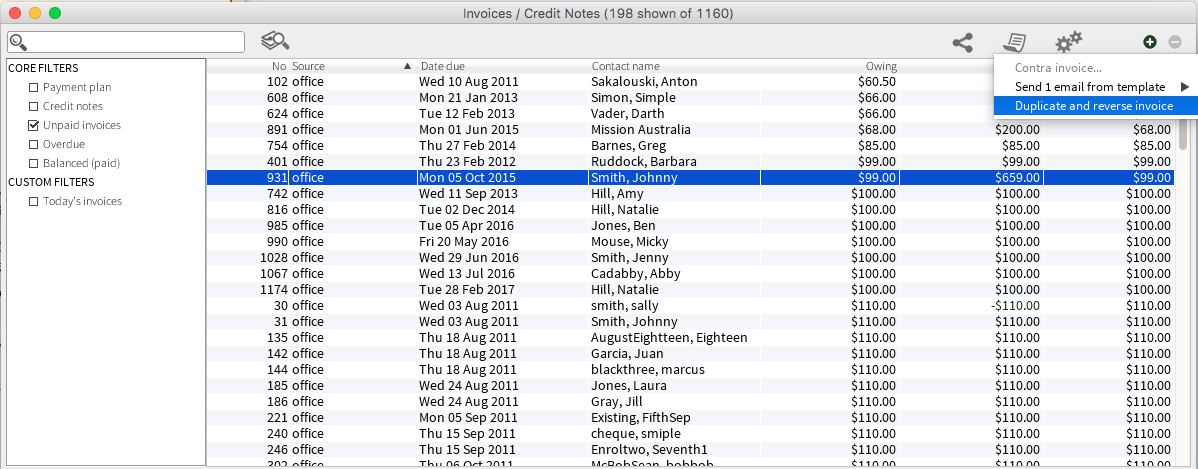 Invoices / Credit Notes (198 shown of 1160)
CORE FILTERS
Payment plan
Credit notes
Unpaid invoices
Overdue
Balanced (paid)
CUSTOM FILTERS
Today's invoices
No Source Date due Contact name Owing
Contra invoice...
Send 1 email from template
Duplicate and reverse invoice
102 office Wed 10 Aug 2011 Sakalouski, Anton $60.50
608 office Mon 21 Jan 2013 Simon, Simple $66.00
624 office Tue 12 Feb 2013 Vader, Darth $66.00
891 office Mon 01 Jun 2015 Mission Australia $68.00 $200.00 $68.00
754 office Thu 27 Feb 2014 Barnes, Greg $85.00 $85.00 $85.00
401 office Thu 23 Feb 2012 Ruddock, Barbara $99.00 $99.00 $99.00
931 office Mon 05 Oct 2015 Smith, Johnny $99.00 $659.00 $99.00
742 office Wed 11 Sep 2013 Hill, Amy $100.00 $100.00 $100.00
816 office Tue 02 Dec 2014 Hill, Natalie $100.00 $100.00 $100.00
985 office Tue 05 Apr 2016 Jones, Ben $100.00 $100.00 $100.00
990 office Fri 20 May 2016 Mouse, Micky $100.00 $100.00 $100.00
1028 office Wed 29 Jun 2016 Smith, Jenny $100.00 $100.00 $100.00
1067 office Wed 13 Jul 2016 Cadabby, Abby $100.00 $100.00 $100.00
1174 office Tue 28 Feb 2017 Hill, Natalie $100.00 $100.00 $100.00
30 office Wed 03 Aug 2011 smith, sally $110.00 -$110.00 $110.00
31 office Wed 03 Aug 2011 Smith, Johnny $110.00 $110.00 $110.00
135 office Thu 18 Aug 2011 AugustEightteen, Eighteen $110.00 $110.00 $110.00
142 office Thu 18 Aug 2011 Garcia, Juan $110.00 $110.00 $110.00
144 office Thu 18 Aug 2011 blackthree, marcus $110.00 $110.00 $110.00
185 office Wed 24 Aug 2011 Jones, Laura $110.00 $110.00 $110.00
186 office Wed 24 Aug 2011 Gray, Jill $110.00 $110.00 $110.00
221 office Mon 05 Sep 2011 Existing, FifthSep $110.00 $110.00 $110.00
240 office Thu 15 Sep 2011 cheque, smiple $110.00 $110.00 $110.00
246 office Thu 15 Sep 2011 Enroltwo, Seventh1 $110.00 $110.00 $110.00
302 office Thu 06 Oct 2011 $110.00 $110.00 $110.00